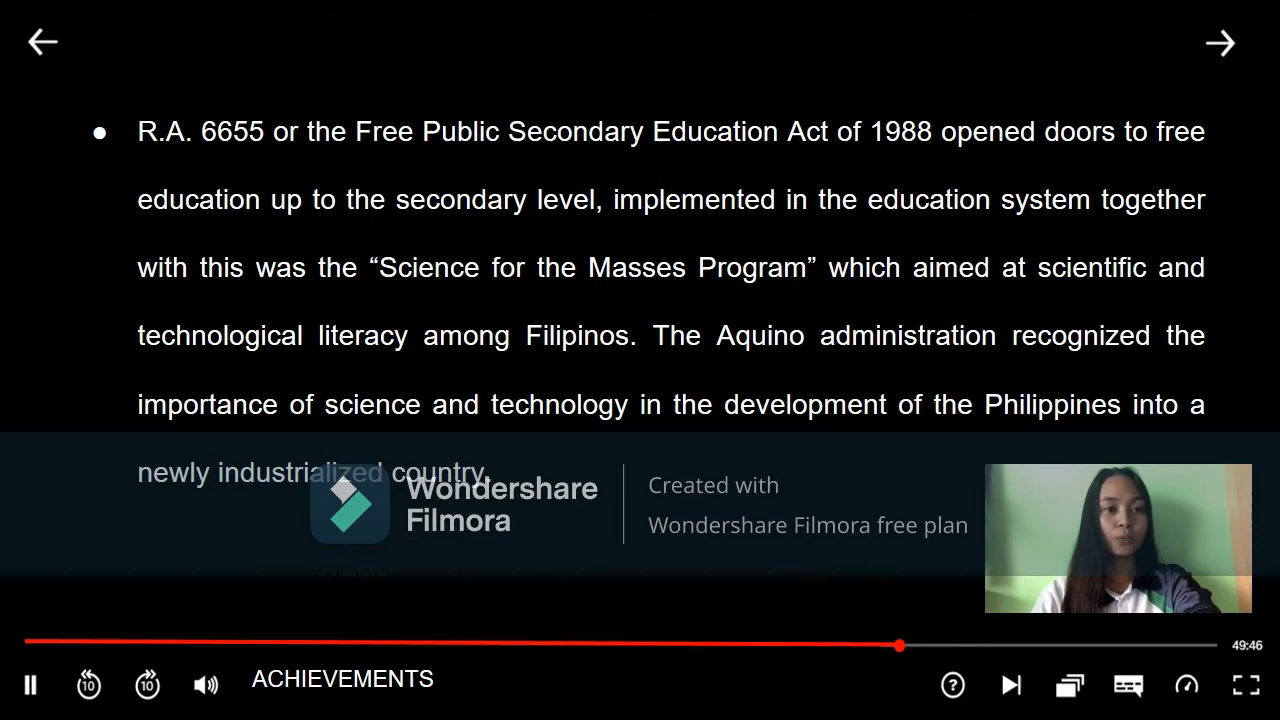 R.A. 6655 or the Free Public Secondary Education Act of 1988 opened doors to free
education up to the secondary level, implemented in the education system together
with this was the “Science for the Masses Program” which aimed at scientific and
technological literacy among Filipinos. The Aquino administration recognized the
importance of science and technology in the development of the Philippines into a
newly industrialized country.
Wondershare
Filmora
Created with
Wondershare Filmora free plan
49:46
10
10
ACHIEVEMENTS
?